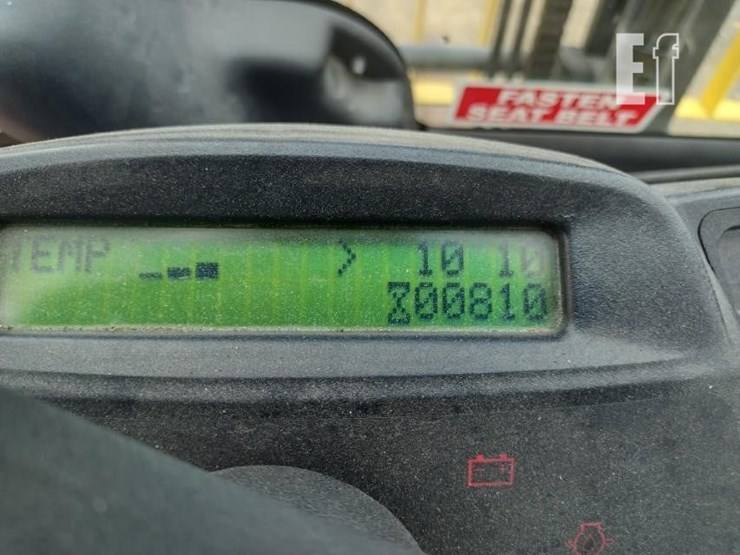 Ef
FASTEN
SEAT BELT
TEMP > 10 10
00810